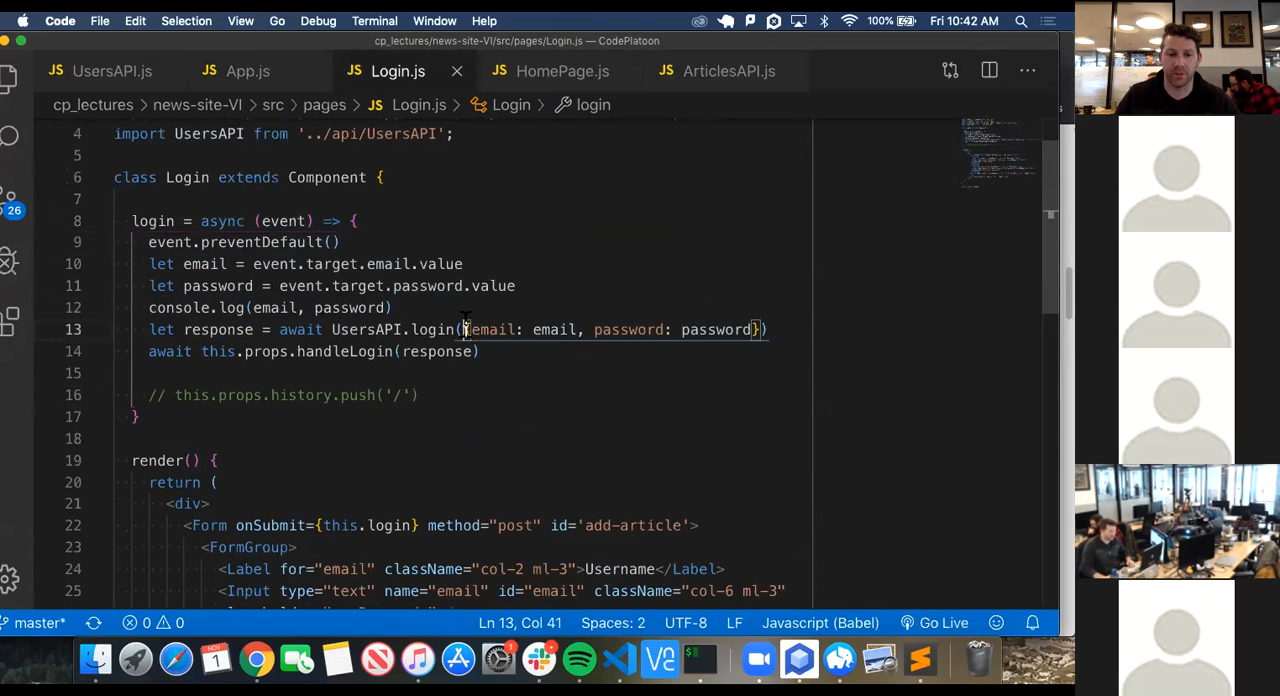 Code File Edit Selection View Go Debug Terminal Window Help 100% Fri 10:42 AM
cp_lectures/news-site-VI/src/pages/Login.js — CodePlatoon
JS UsersAPI.js JS App.js JS Login.js JS HomePage.js JS ArticlesAPI.js
cp_lectures > news-site-VI > src > pages > JS Login.js > Login > login
4 import UsersAPI from '../api/UsersAPI';
5
6 class Login extends Component {
7
8 login = async (event) => {
9 event.preventDefault()
10 let email = event.target.email.value
11 let password = event.target.password.value
12 console.log(email, password)
13 let response = await UsersAPI.login({email: email, password: password})
14 await this.props.handleLogin(response)
15
16 // this.props.history.push('/')
17 }
18
19 render() {
20 return (
21 <div>
22 <Form onSubmit={this.login} method="post" id='add-article'>
23 <FormGroup>
24 <Label for="email" className="col-2 ml-3">Username</Label>
25 <Input type="text" name="email" id="email" className="col-6 ml-3"
26
master* 0 0 Ln 13, Col 41 Spaces: 2 UTF-8 LF Javascript (Babel) Go Live
NOV
1
1
VS
$